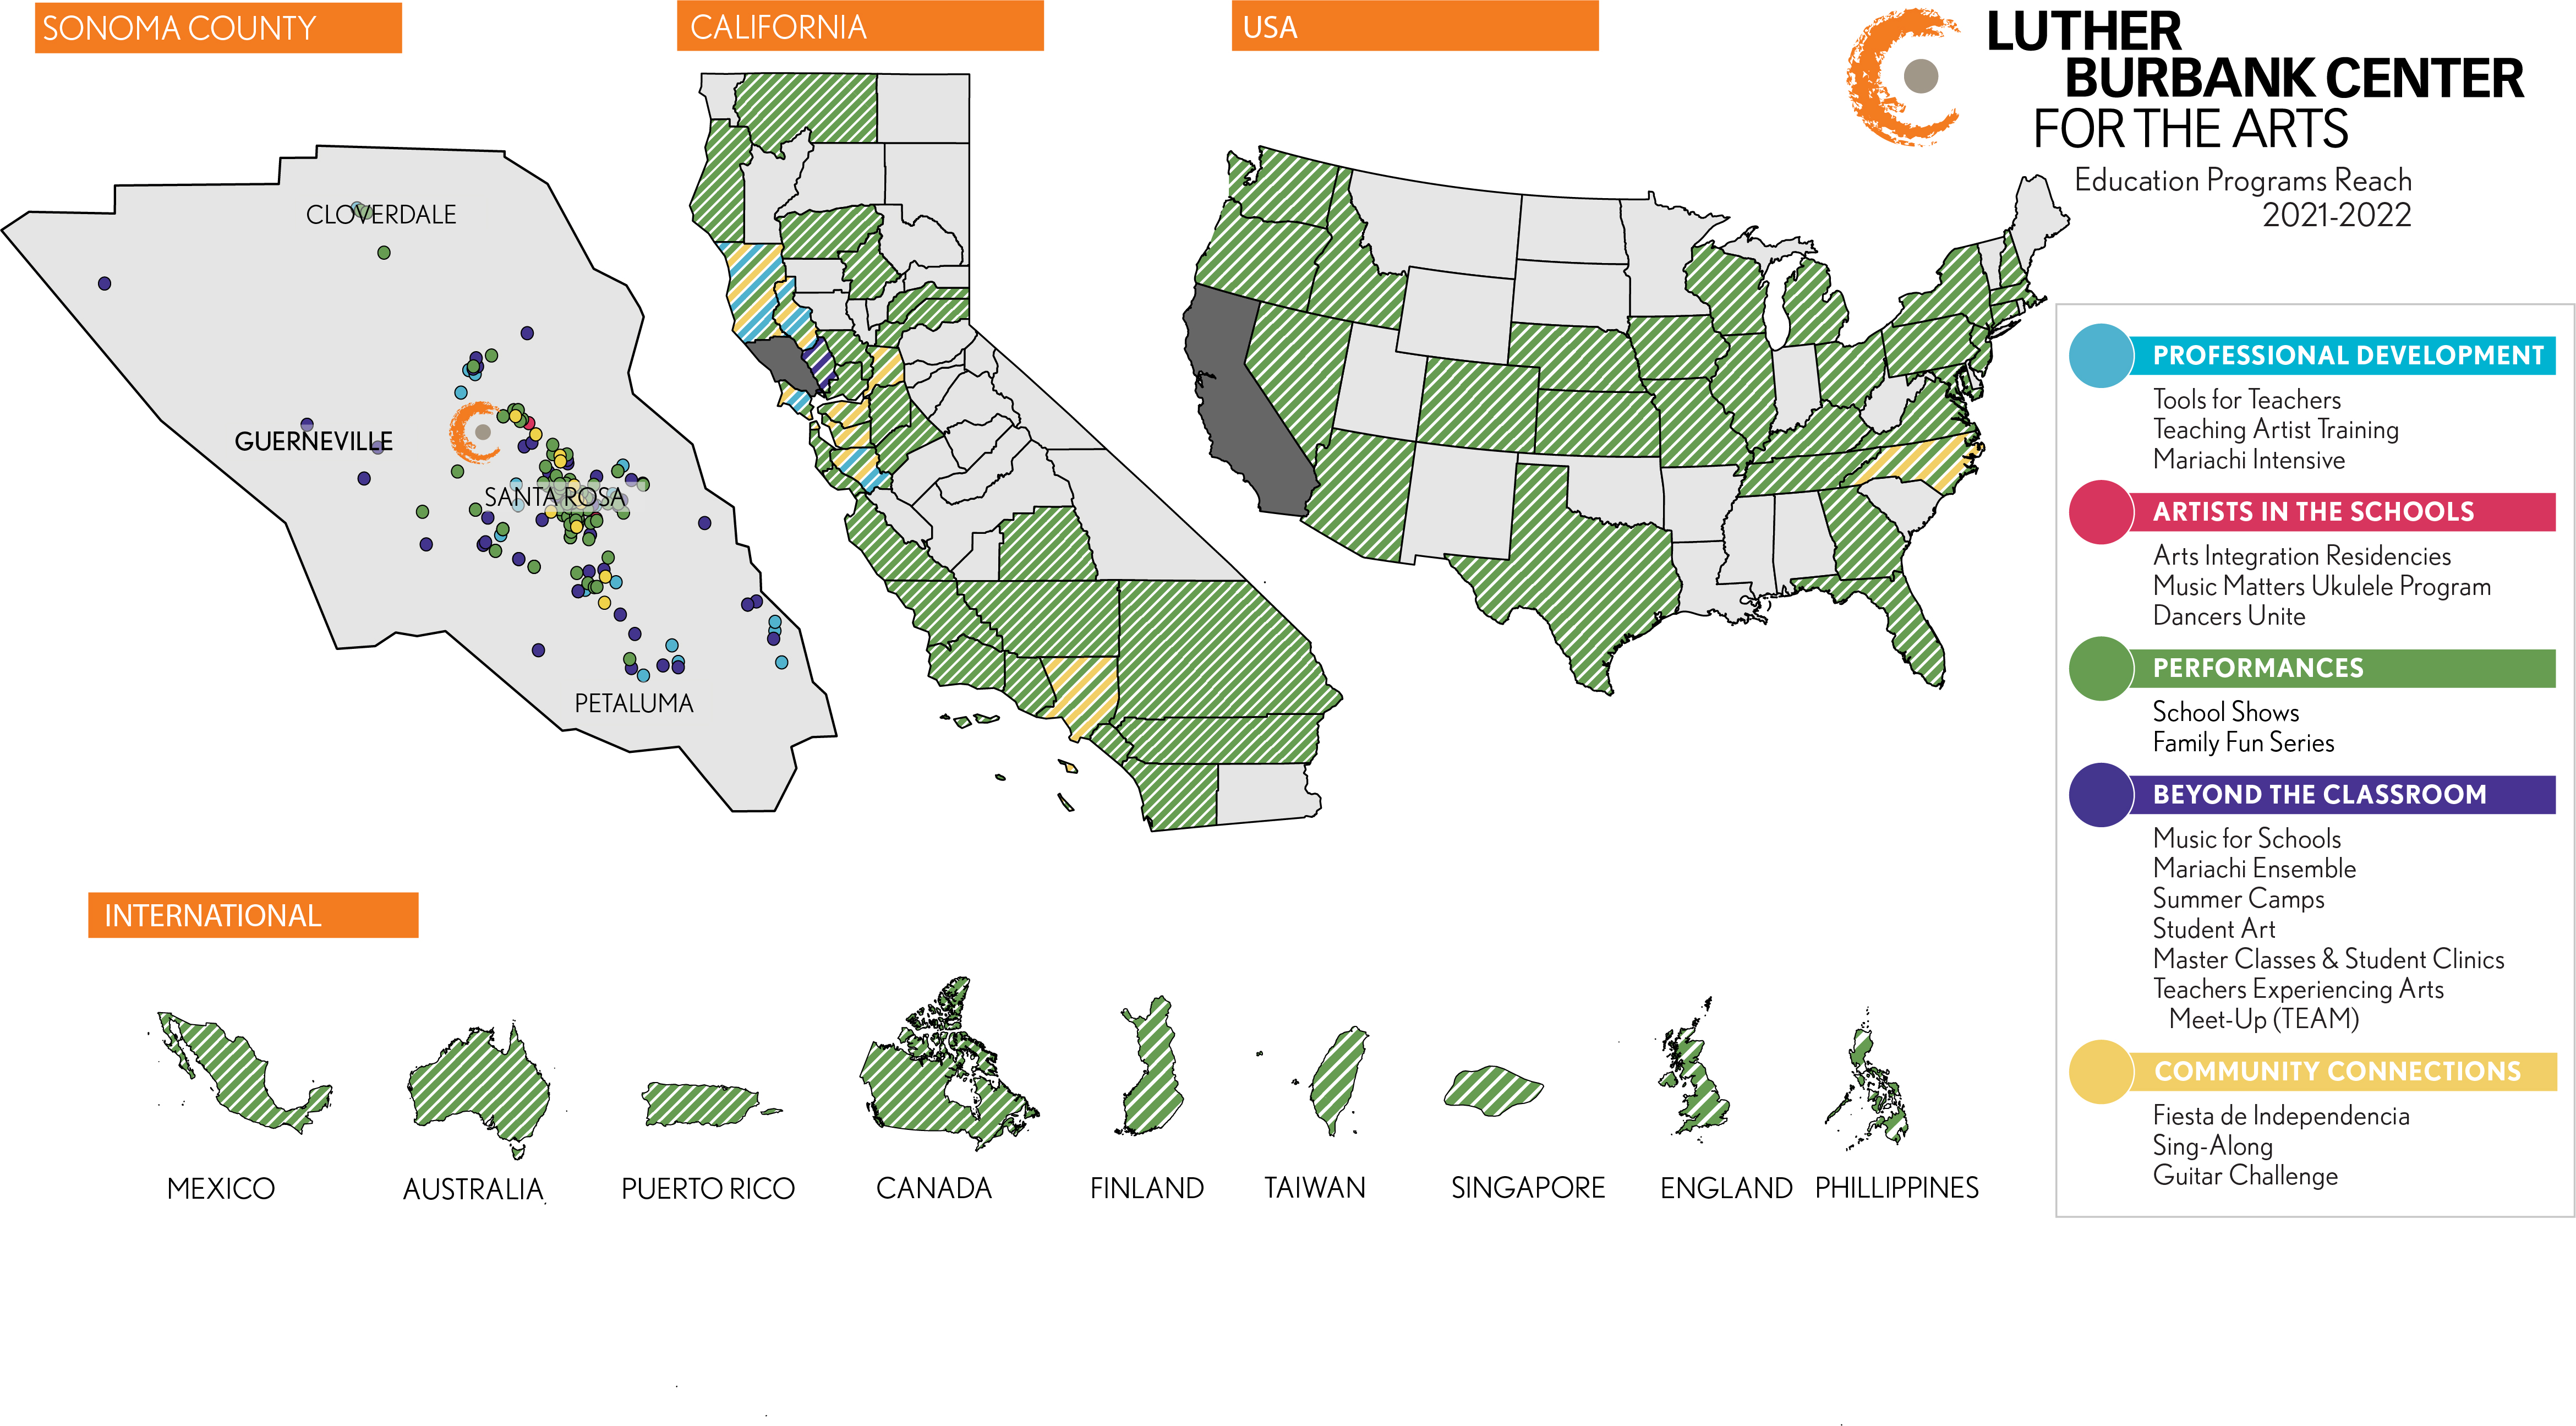 SONOMA COUNTY
CALIFORNIA
USA
LUTHER
BURBANK CENTER
FOR THE ARTS
Education Programs Reach
2021-2022
CLOVERDALE
GUERNEVILLE
SANTA ROSA
PETALUMA
PROFESSIONAL DEVELOPMENT
Tools for Teachers
Teaching Artist Training
Mariachi Intensive
ARTISTS IN THE SCHOOLS
Arts Integration Residencies
Music Matters Ukulele Program
Dancers Unite
PERFORMANCES
School Shows
Family Fun Series
BEYOND THE CLASSROOM
Music for Schools
Mariachi Ensemble
Summer Camps
Student Art
Master Classes & Student Clinics
Teachers Experiencing Arts
Meet-Up (TEAM)
COMMUNITY CONNECTIONS
Fiesta de Independencia
Sing-Along
Guitar Challenge
INTERNATIONAL
MEXICO
AUSTRALIA
PUERTO RICO
CANADA
FINLAND
TAIWAN
SINGAPORE
ENGLAND
PHILLIPPINES